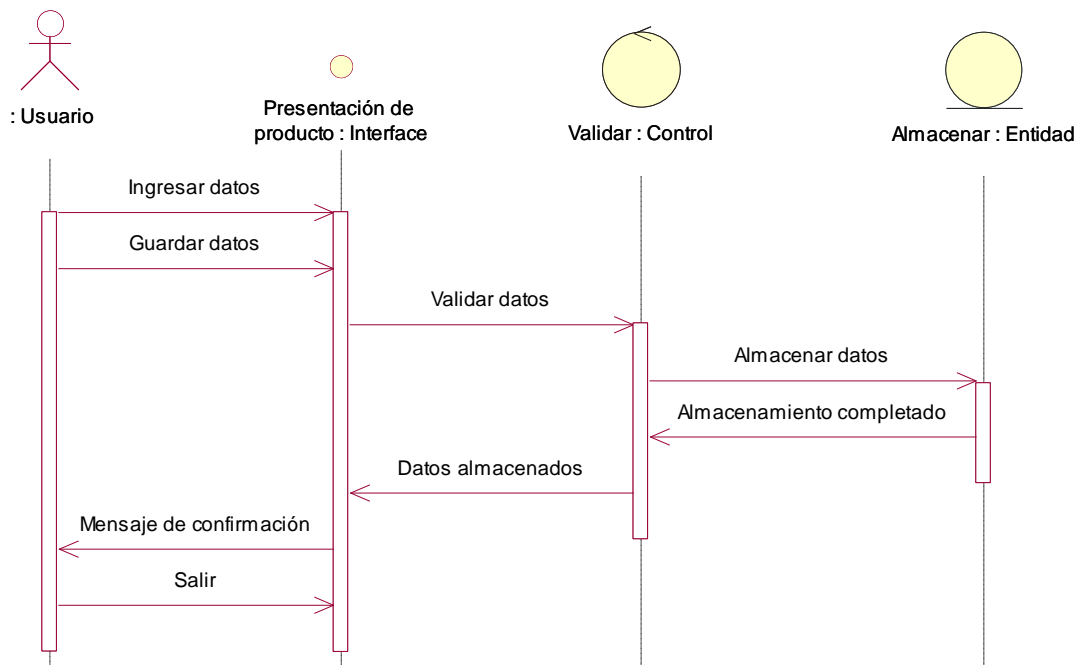 : Usuario
Presentación de
producto : Interface
Validar : Control
Almacenar : Entidad
Ingresar datos
Guardar datos
Validar datos
Almacenar datos
Almacenamiento completado
Datos almacenados
Mensaje de confirmación
Salir